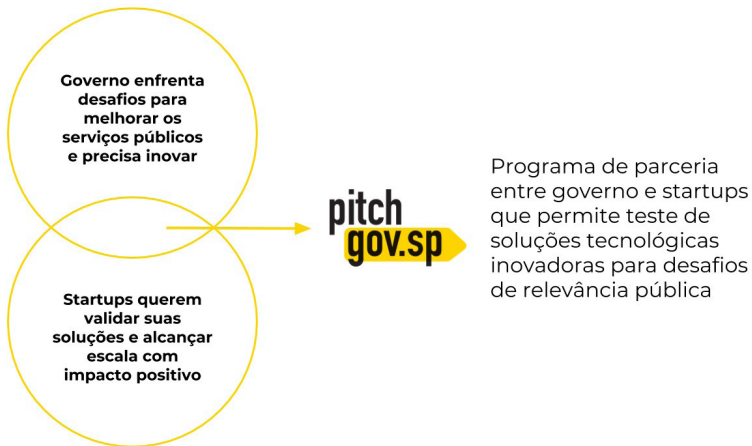 Governo enfrenta
desafios para
melhorar os
serviços públicos
e precisa inovar
Startups querem
validar suas
soluções e alcançar
escala com
impacto positivo
pitch
gov.sp
Programa de parceria
entre governo e startups
que permite teste de
soluções tecnológicas
inovadoras para desafios
de relevância pública